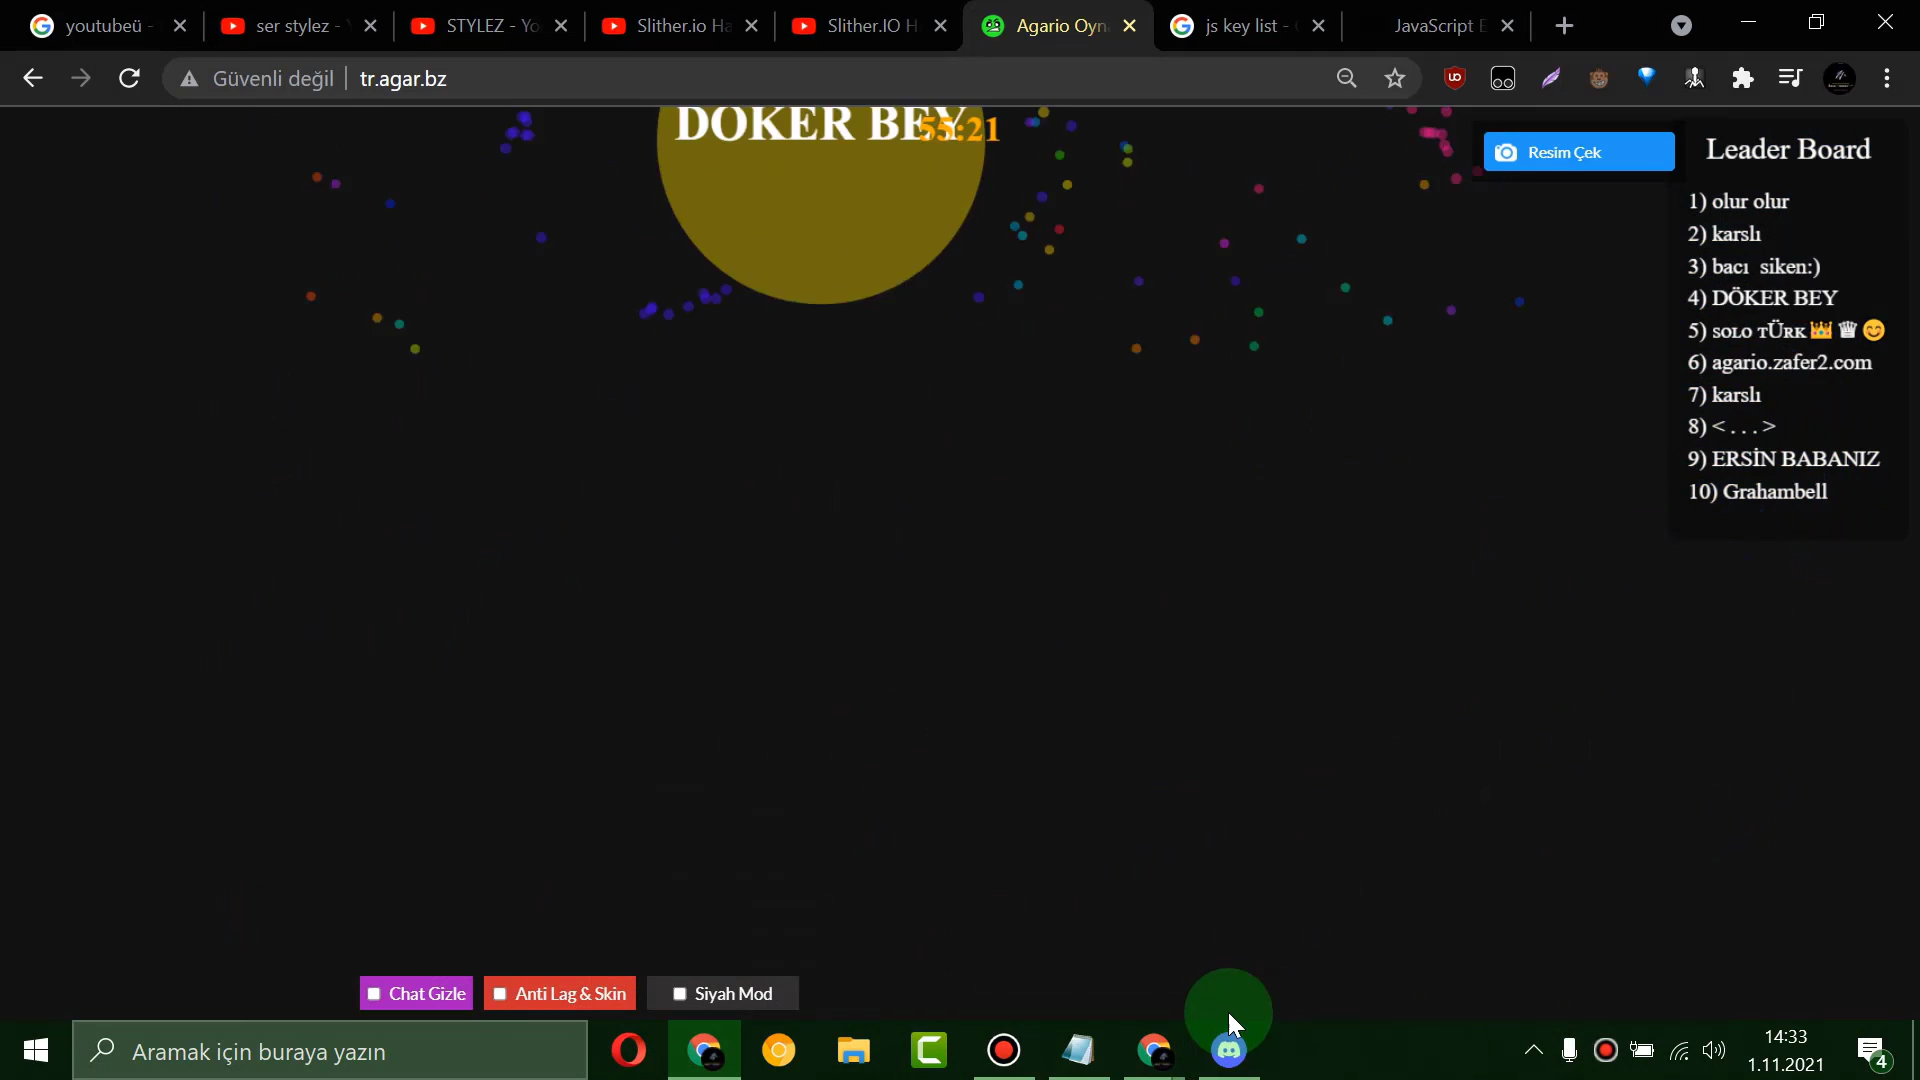 youtubeü -
ser stylez -
STYLEZ - Yo
Slither.io Ha
Slither.IO H
Agario Oyn
js key list -
JavaScript E
Güvenli değil
tr.agar.bz
DÖKER BEY
55:21
Resim Çek
Leader Board
1) olur olur
2) karslı
3) bacı siken:)
4) DÖKER BEY
5) ꜱᴏʟᴏ ᴛÜʀᴋ👑♛😊
6) agario.zafer2.com
7) karslı
8) < . . . >
9) ERSİN BABANIZ
10) Grahambell
Chat Gizle
Anti Lag & Skin
Siyah Mod
Aramak için buraya yazın
14:33
1.11.2021
4